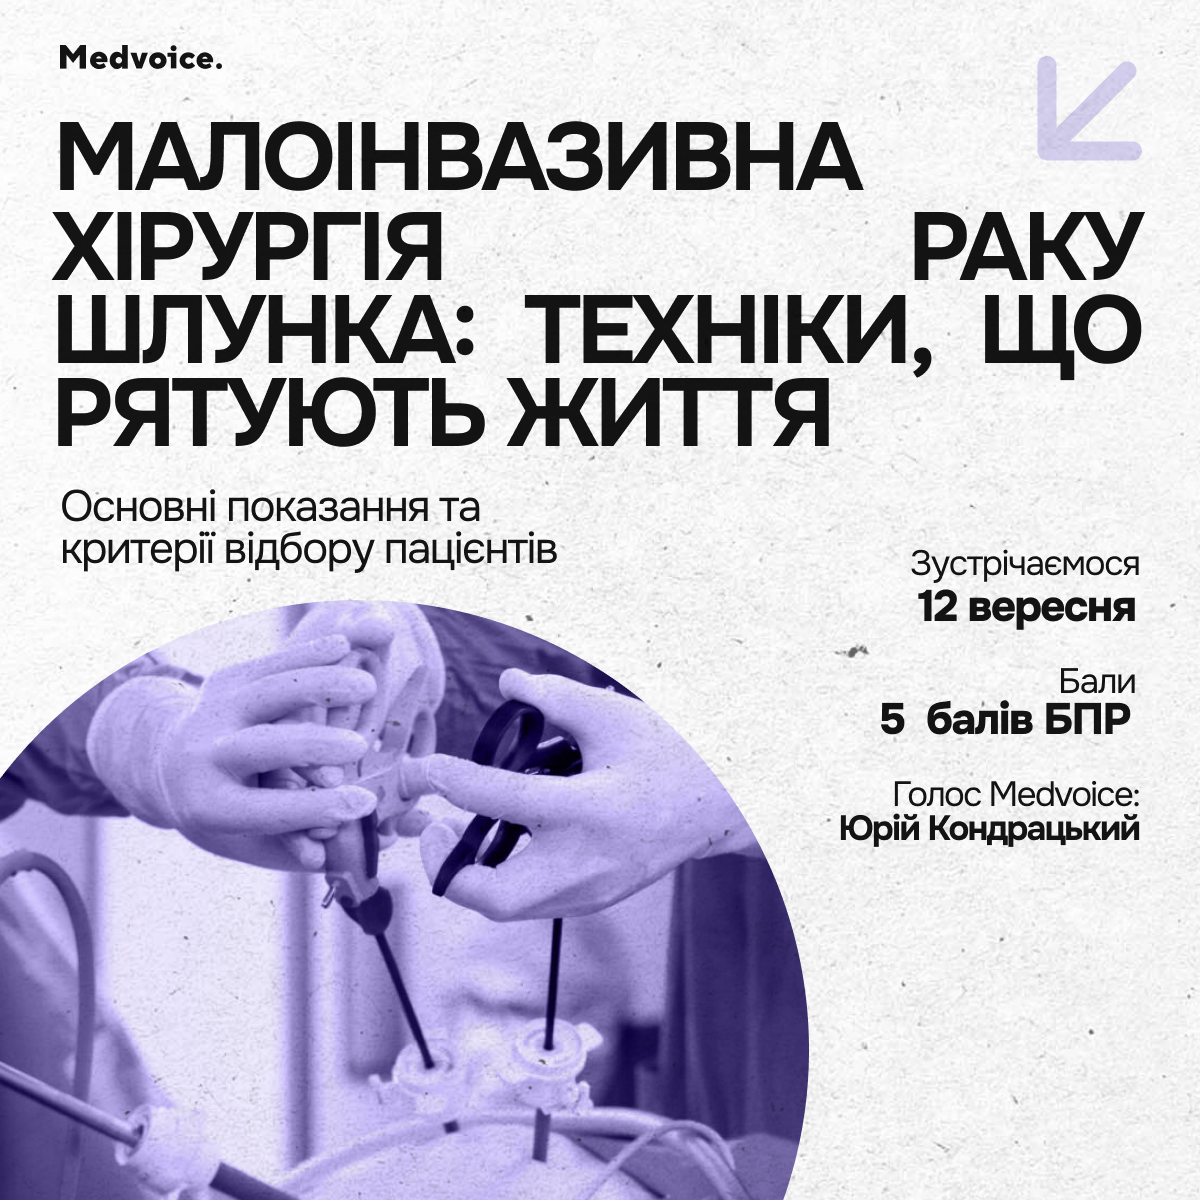 Medvoice.
МАЛОІНВАЗИВНА
ХІРУРГІЯ РАКУ
ШЛУНКА: ТЕХНІКИ, ЩО
РЯТУЮТЬ ЖИТТЯ
Основні показання та
критерії відбору пацієнтів
Зустрічаємося
12 вересня
Бали
5 балів БПР
Голос Medvoice:
Юрій Кондрацький